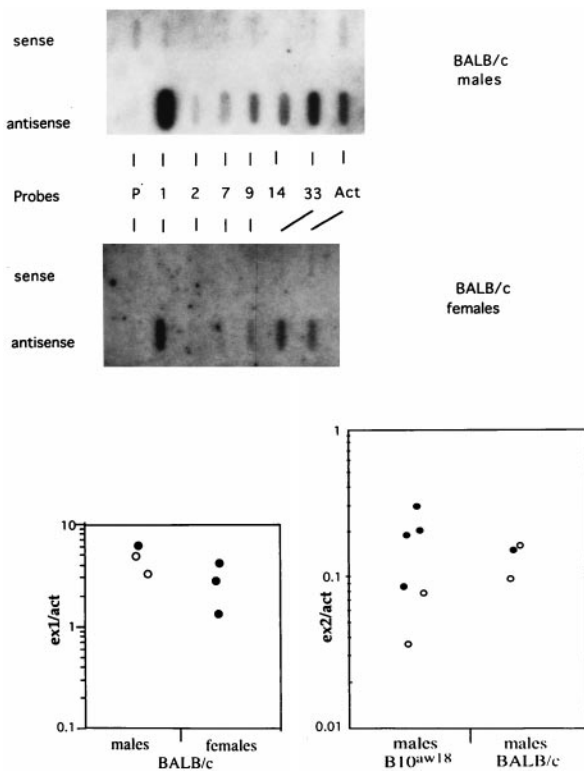 sense
BALB/c
males
antisense
Probes P 1 2 7 9 14 33 Act
sense
BALB/c
females
antisense
10
1
0.1
ex1/act
males females
BALB/c
1
0.1
0.01
ex2/act
males males
B10aw18 BALB/c